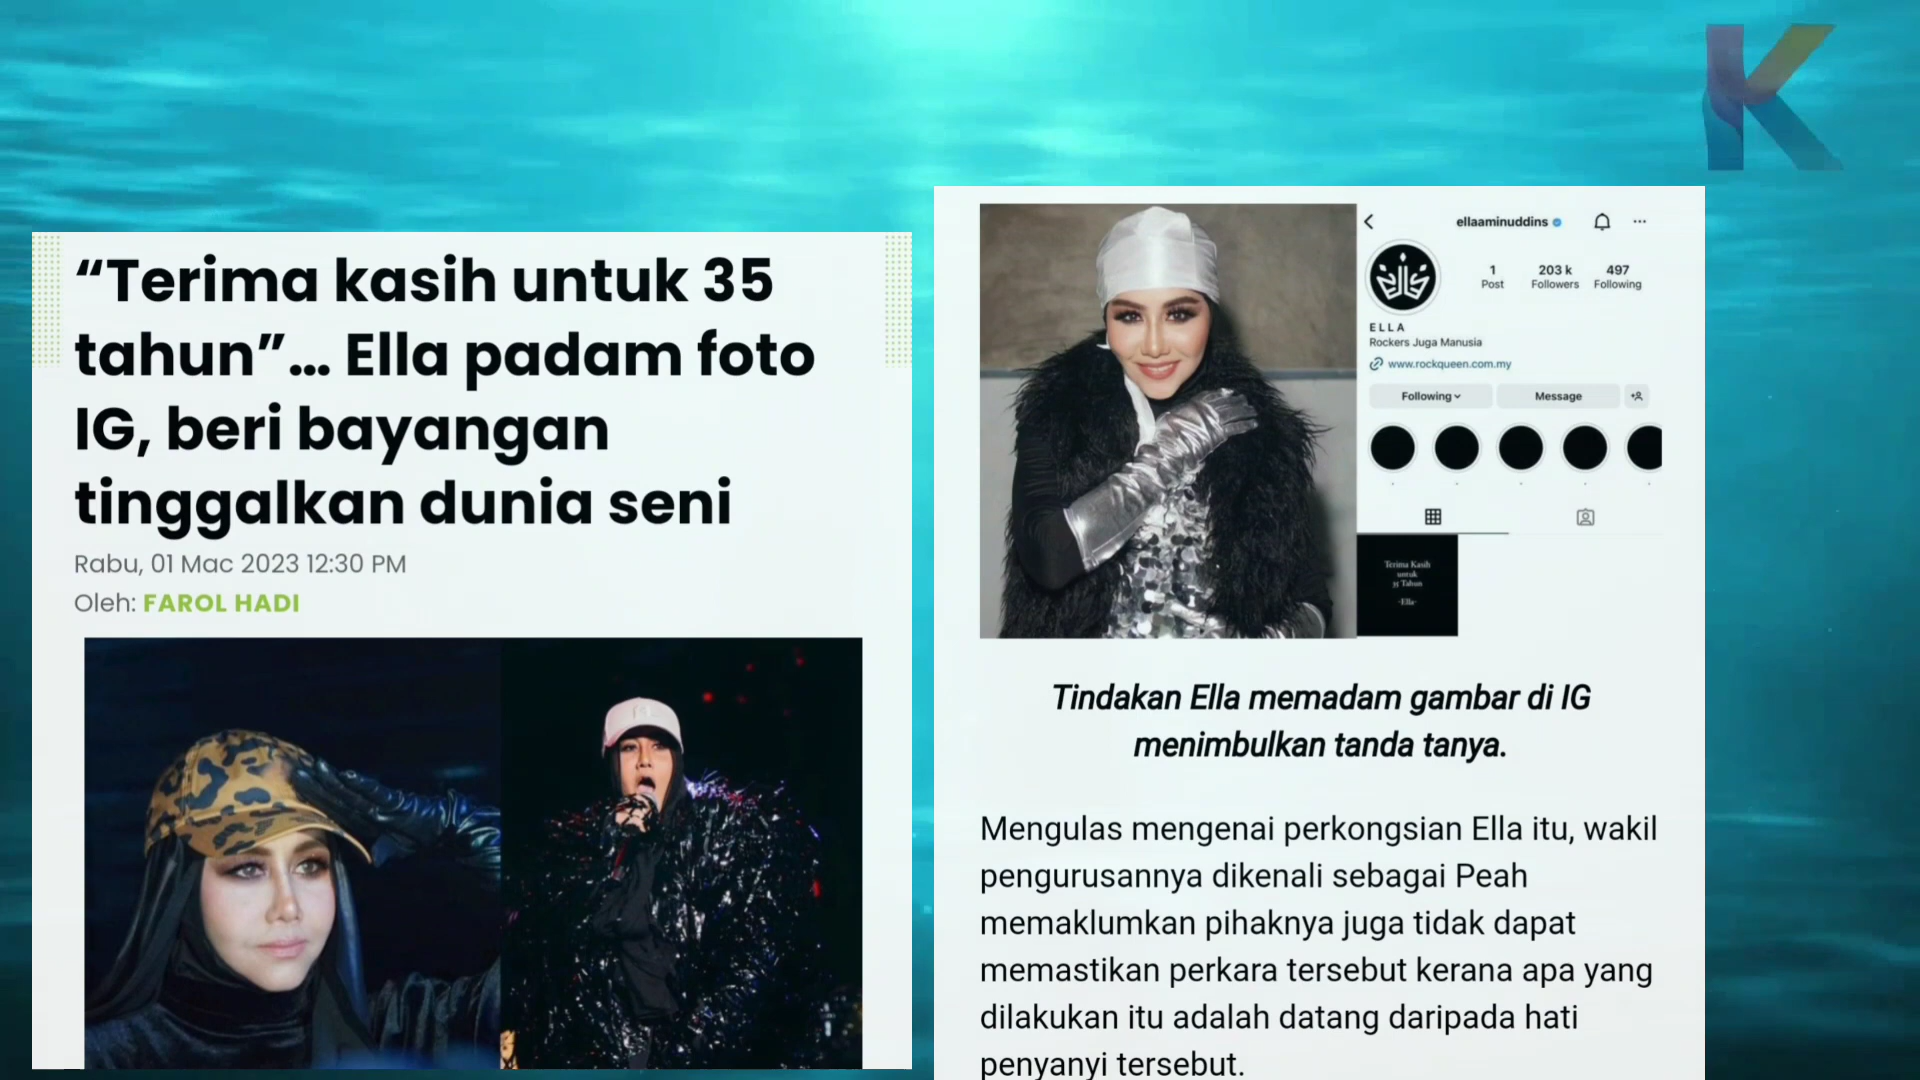 “Terima kasih untuk 35
tahun”... Ella padam foto
IG, beri bayangan
tinggalkan dunia seni
Rabu, 01 Mac 2023 12:30 PM
Oleh: FAROL HADI
K
ellaaminuddins
1 203 k 497
Post Followers Following
ELLA
Rockers Juga Manusia
www.rockqueen.com.my
Following Message
Terima Kasih
untuk
35 Tahun
-Ella-
Tindakan Ella memadam gambar di IG
menimbulkan tanda tanya.
Mengulas mengenai perkongsian Ella itu, wakil
pengurusannya dikenali sebagai Peah
memaklumkan pihaknya juga tidak dapat
memastikan perkara tersebut kerana apa yang
dilakukan itu adalah datang daripada hati
penyanyi tersebut.